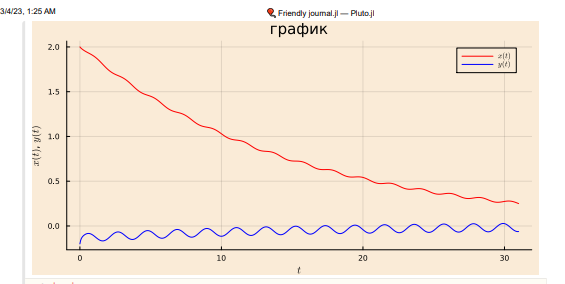 3/4/23, 1:25 AM
Friendly journal.jl — Pluto.jl
график
x(t)
y(t)
2.0
1.5
1.0
0.5
0.0
x(t), y(t)
0
10
20
30
t